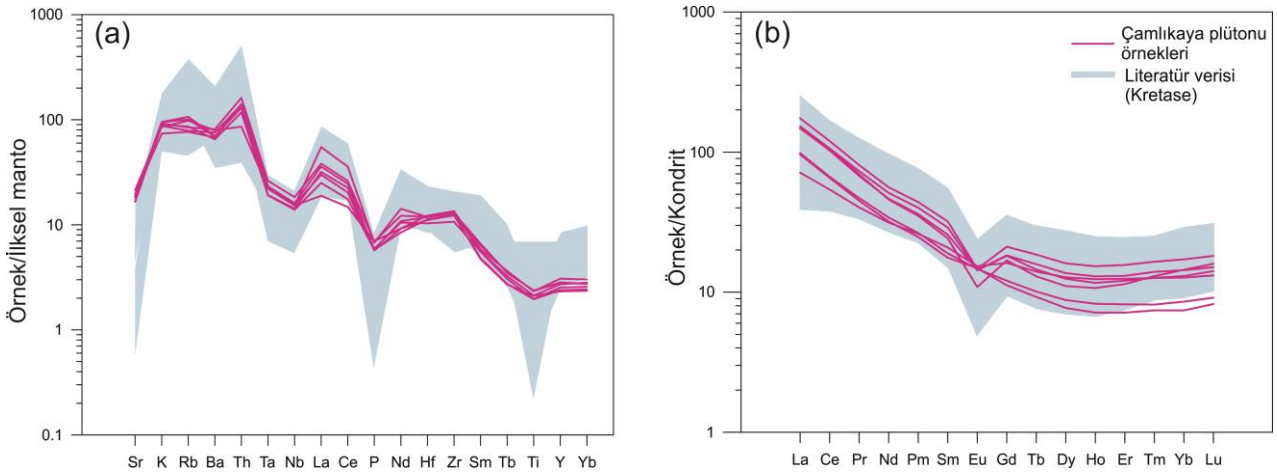 (a)
Örnek/İlksel manto
1000
100
10
1
0.1
Sr K Rb Ba Th Ta Nb La Ce P Nd Hf Zr Sm Tb Ti Y Yb
(b)
Çamlıkaya plütonu
örnekleri
Literatür verisi
(Kretase)
Örnek/Kondrit
1000
100
10
1
La Ce Pr Nd Pm Sm Eu Gd Tb Dy Ho Er Tm Yb Lu